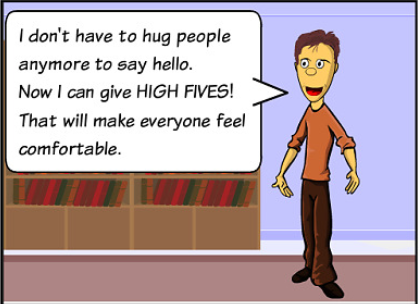 I don't have to hug people
anymore to say hello.
Now I can give HIGH FIVES!
That will make everyone feel
comfortable.